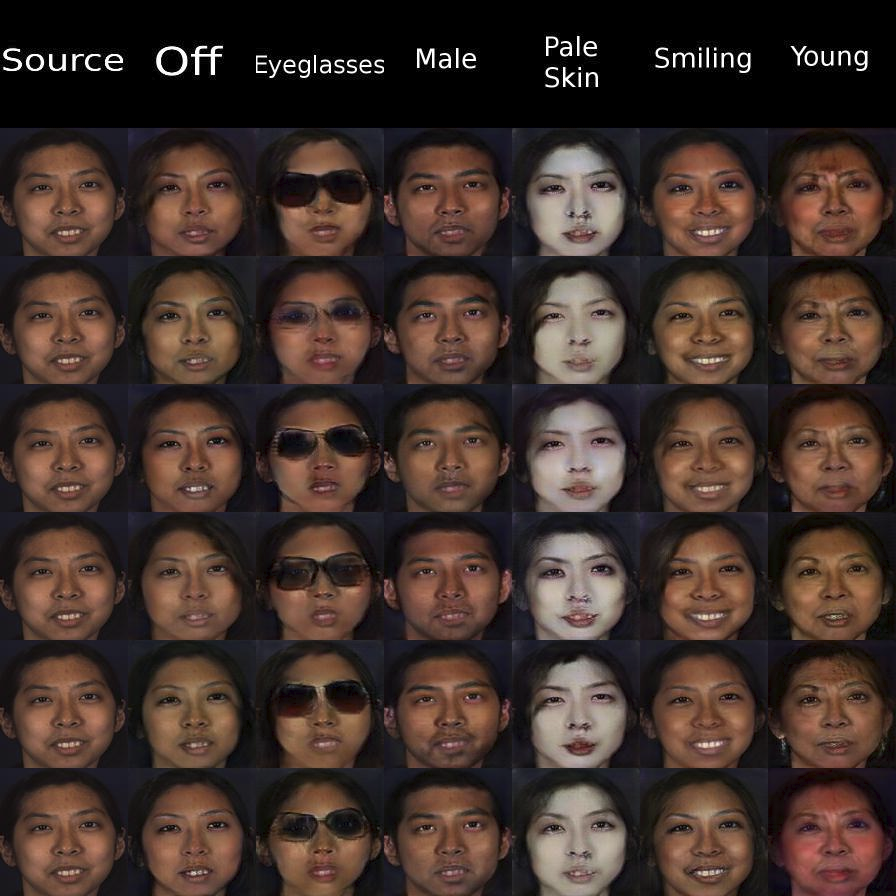 Source
Off
Eyeglasses
Male
Pale
Skin
Smiling
Young